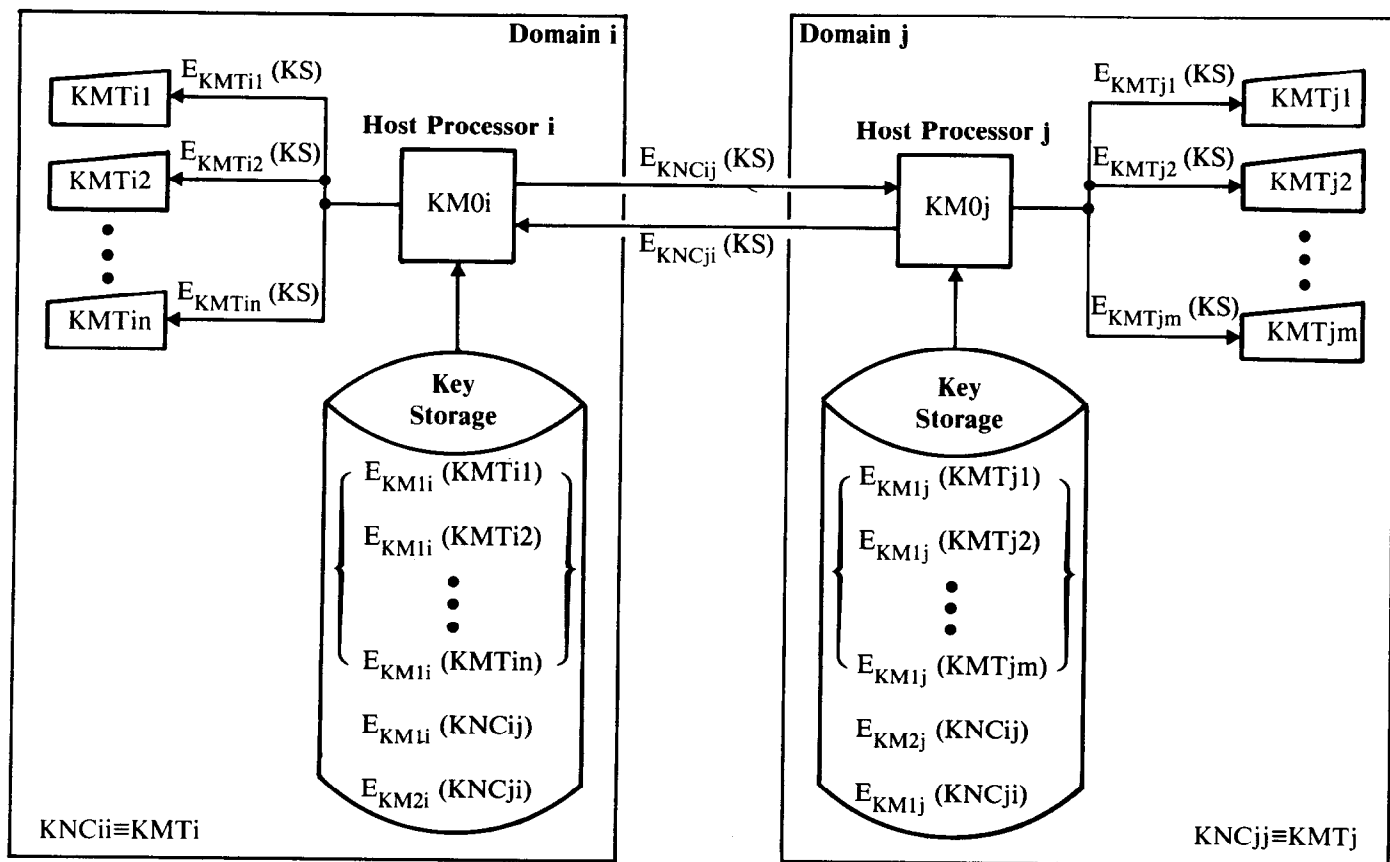 Domain i
E_KMTi1 (KS)
KMTi1
Host Processor i
E_KMTi2 (KS)
KMTi2
KM0i
E_KMTin (KS)
KMTin
Key
Storage
E_KM1i (KMTi1)
E_KM1i (KMTi2)
E_KM1i (KMTin)
E_KM1i (KNCij)
E_KM2i (KNCji)
KNCii≡KMTi
E_KNCij (KS)
E_KNCji (KS)
Domain j
E_KMTj1 (KS)
KMTj1
Host Processor j
E_KMTj2 (KS)
KMTj2
KM0j
E_KMTjm (KS)
KMTjm
Key
Storage
E_KM1j (KMTj1)
E_KM1j (KMTj2)
E_KM1j (KMTjm)
E_KM2j (KNCij)
E_KM1j (KNCji)
KNCjj≡KMTj